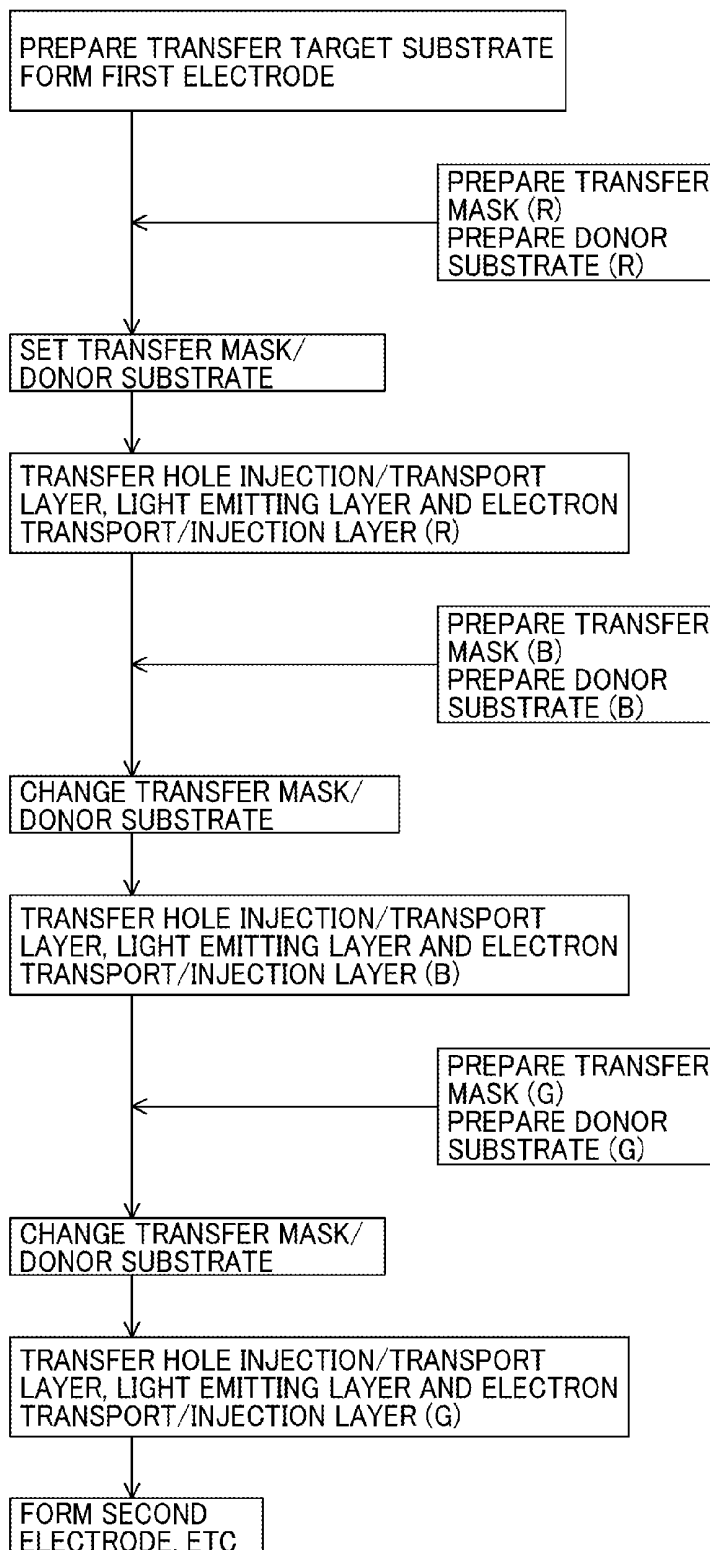 PREPARE TRANSFER TARGET SUBSTRATE
FORM FIRST ELECTRODE
PREPARE TRANSFER
MASK (R)
PREPARE DONOR
SUBSTRATE (R)
SET TRANSFER MASK/
DONOR SUBSTRATE
TRANSFER HOLE INJECTION/TRANSPORT
LAYER, LIGHT EMITTING LAYER AND ELECTRON
TRANSPORT/INJECTION LAYER (R)
PREPARE TRANSFER
MASK (B)
PREPARE DONOR
SUBSTRATE (B)
CHANGE TRANSFER MASK/
DONOR SUBSTRATE
TRANSFER HOLE INJECTION/TRANSPORT
LAYER, LIGHT EMITTING LAYER AND ELECTRON
TRANSPORT/INJECTION LAYER (B)
PREPARE TRANSFER
MASK (G)
PREPARE DONOR
SUBSTRATE (G)
CHANGE TRANSFER MASK/
DONOR SUBSTRATE
TRANSFER HOLE INJECTION/TRANSPORT
LAYER, LIGHT EMITTING LAYER AND ELECTRON
TRANSPORT/INJECTION LAYER (G)
FORM SECOND
ELECTRODE, ETC